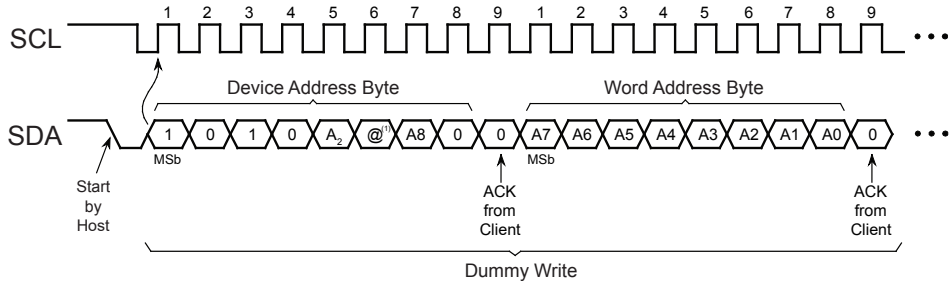 SCL 1 2 3 4 5 6 7 8 9 1 2 3 4 5 6 7 8 9
Device Address Byte Word Address Byte
SDA 1 0 1 0 A2 @(1) A8 0 0 A7 A6 A5 A4 A3 A2 A1 A0 0
MSb MSb
Start
by
Host
ACK
from
Client
ACK
from
Client
Dummy Write